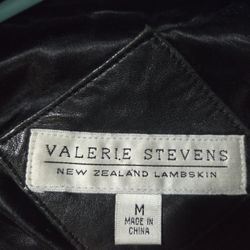 VALERIE STEVENS
NEW ZEALAND LAMBSKIN
M
MADE IN
CHINA